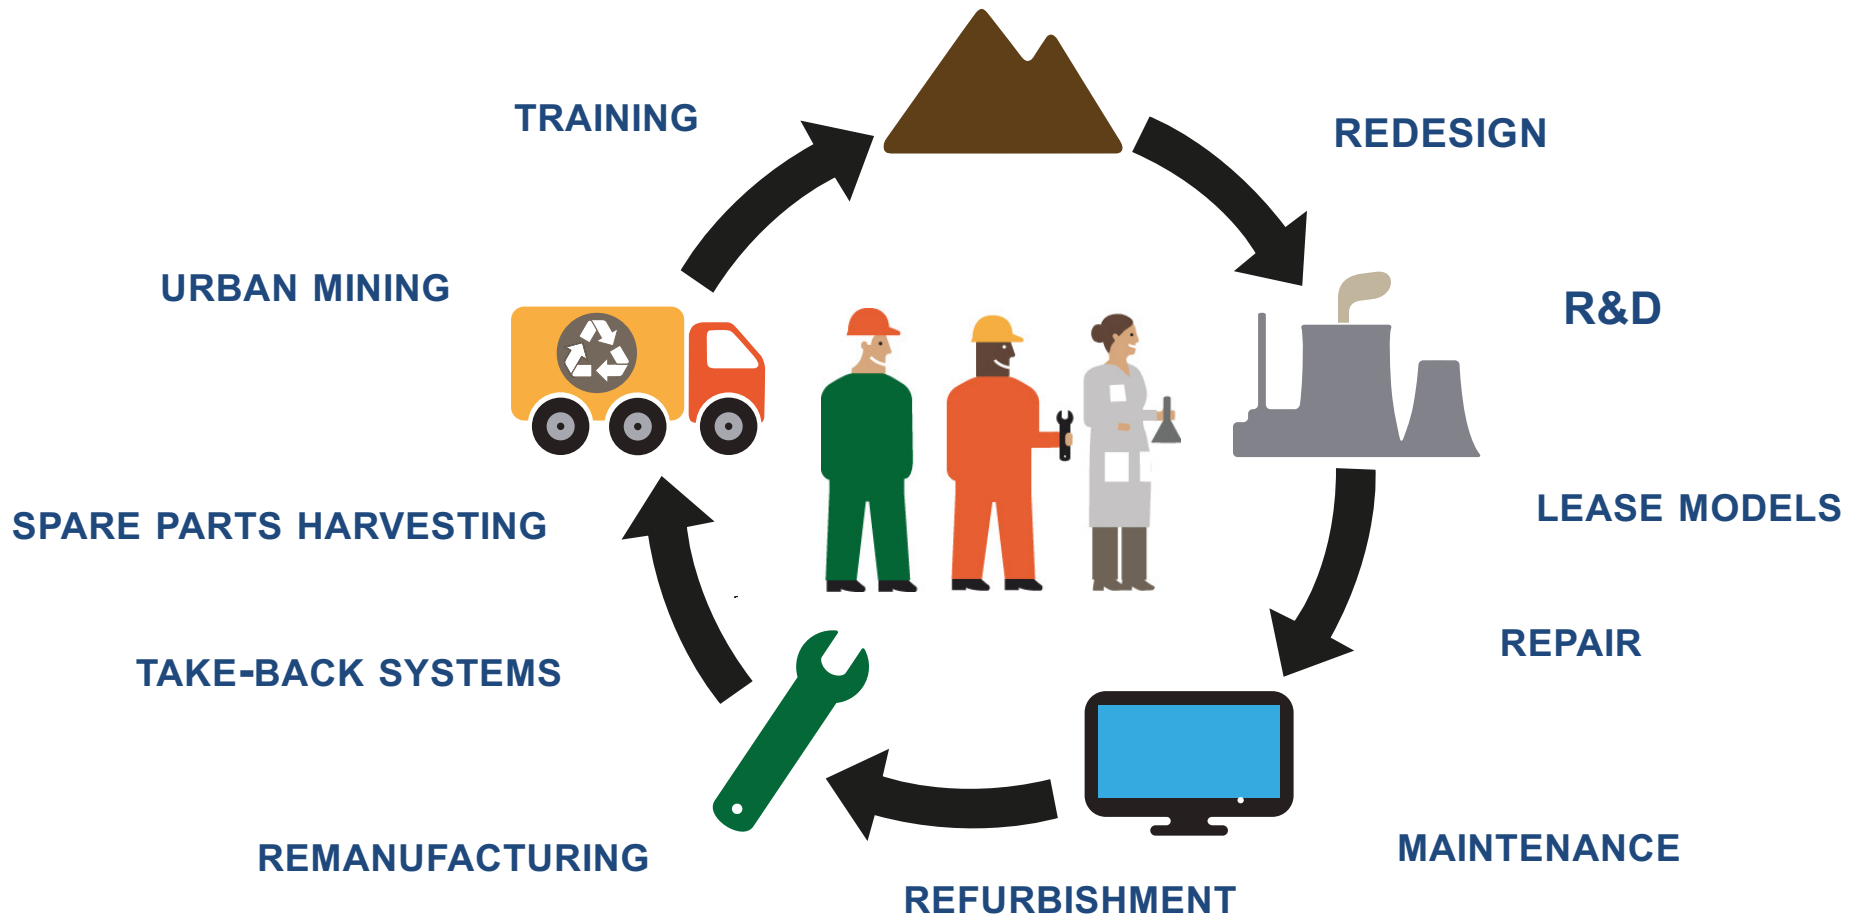 TRAINING
REDESIGN
URBAN MINING
R&D
SPARE PARTS HARVESTING
LEASE MODELS
REPAIR
TAKE-BACK SYSTEMS
MAINTENANCE
REMANUFACTURING
REFURBISHMENT